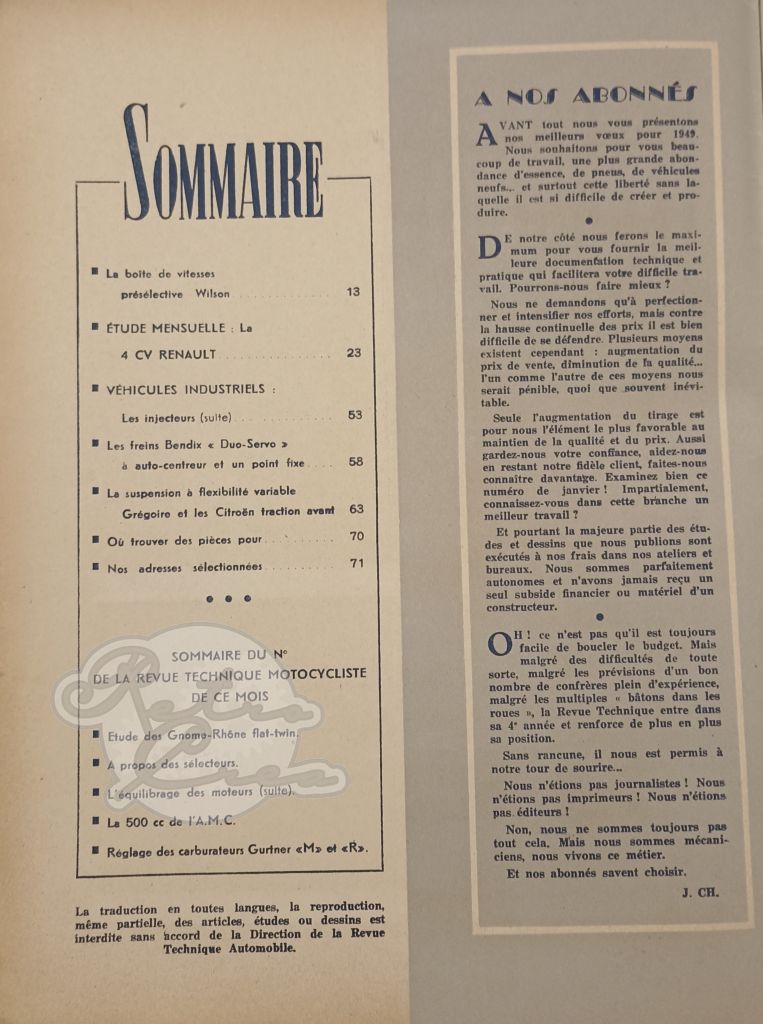 SOMMAIRE
■ La boîte de vitesses
présélective Wilson . . . . . . . . . . . . 13
■ ÉTUDE MENSUELLE : La
4 CV RENAULT . . . . . . . . . . . . . 23
■ VÉHICULES INDUSTRIELS :
Les injecteurs (suite) . . . . . . . . . . . 53
■ Les freins Bendix « Duo-Servo »
à auto-centreur et un point fixe . . . . 58
■ La suspension à flexibilité variable
Grégoire et les Citroën traction avant 63
■ Où trouver des pièces pour . . . . . . . . 70
■ Nos adresses sélectionnées . . . . . . . . 71
● ● ●
SOMMAIRE DU N°
DE LA REVUE TECHNIQUE MOTOCYCLISTE
DE CE MOIS
■ Etude des Gnome-Rhône flat-twin.
■ A propos des sélecteurs.
■ L'équilibrage des moteurs (suite).
■ La 500 cc de l'A.M.C.
■ Réglage des carburateurs Gurtner «M» et «R».
La traduction en toutes langues, la reproduction,
même partielle, des articles, études ou dessins est
interdite sans accord de la Direction de la Revue
Technique Automobile.
Retro
Crea
A NOS ABONNÉS
AVANT tout nous vous présentons
nos meilleurs vœux pour 1949.
Nous souhaitons pour vous beau-
coup de travail, une plus grande abon-
dance d'essence, de pneus, de véhicules
neufs... et surtout cette liberté sans la-
quelle il est si difficile de créer et pro-
duire.
●
DE notre côté nous ferons le maxi-
mum pour vous fournir la meil-
leure documentation technique et
pratique qui facilitera votre difficile tra-
vail. Pourrons-nous faire mieux ?
Nous ne demandons qu'à perfection-
ner et intensifier nos efforts, mais contre
la hausse continuelle des prix il est bien
difficile de se défendre. Plusieurs moyens
existent cependant : augmentation du
prix de vente, diminution de la qualité...
l'un comme l'autre de ces moyens nous
serait pénible, quoi que souvent inévi-
table.
Seule l'augmentation du tirage est
pour nous l'élément le plus favorable au
maintien de la qualité et du prix. Aussi
gardez-nous votre confiance, aidez-nous
en restant notre fidèle client, faites-nous
connaître davantage. Examinez bien ce
numéro de janvier ! Impartialement,
connaissez-vous dans cette branche un
meilleur travail ?
Et pourtant la majeure partie des étu-
des et dessins que nous publions sont
exécutés à nos frais dans nos ateliers et
bureaux. Nous sommes parfaitement
autonomes et n'avons jamais reçu un
seul subside financier ou matériel d'un
constructeur.
●
OH ! ce n'est pas qu'il est toujours
facile de boucler le budget. Mais
malgré des difficultés de toute
sorte, malgré les prévisions d'un bon
nombre de confrères plein d'expérience,
malgré les multiples « bâtons dans les
roues », la Revue Technique entre dans
sa 4e année et renforce de plus en plus
sa position.
Sans rancune, il nous est permis à
notre tour de sourire...
Nous n'étions pas journalistes ! Nous
n'étions pas imprimeurs ! Nous n'étions
pas éditeurs !
Non, nous ne sommes toujours pas
tout cela. Mais nous sommes mécani-
ciens, nous vivons ce métier.
Et nos abonnés savent choisir.
J. CH.